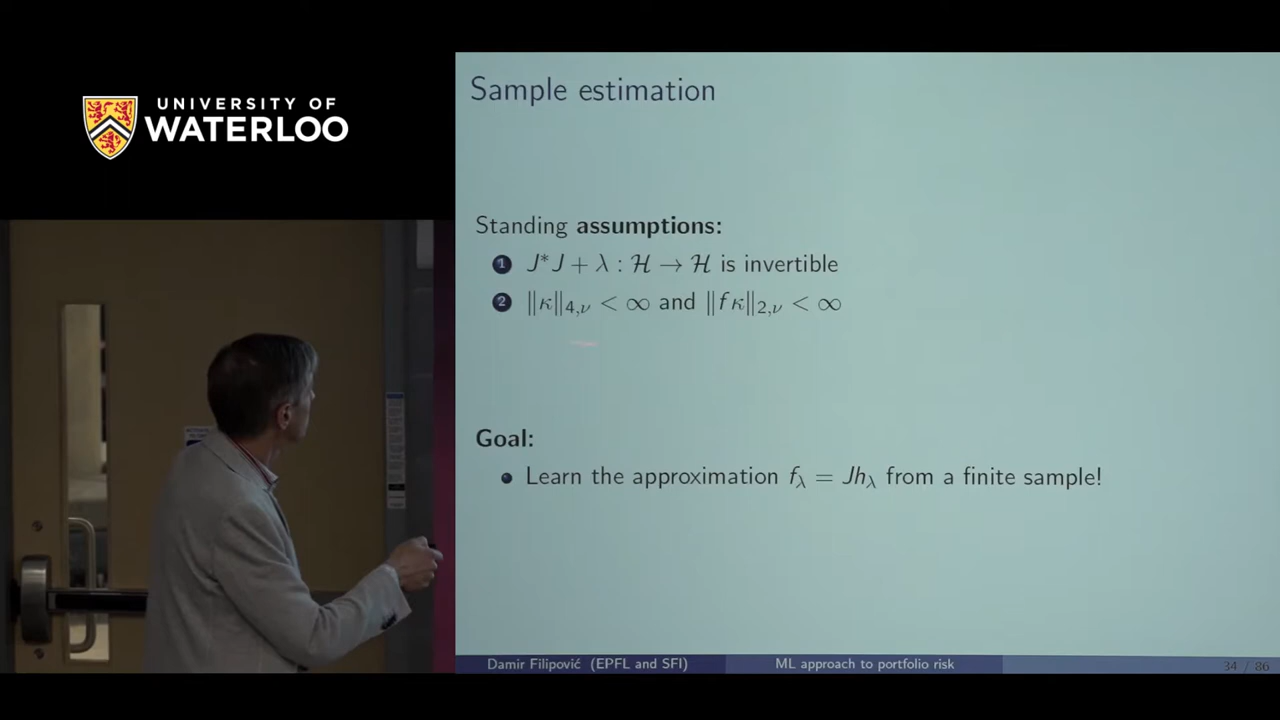 UNIVERSITY OF
WATERLOO
Sample estimation
Standing assumptions:
1 J*J + λ : ℋ → ℋ is invertible
2 ‖κ‖₄,ν < ∞ and ‖fκ‖₂,ν < ∞
Goal:
• Learn the approximation fλ = Jhλ from a finite sample!
Damir Filipović (EPFL and SFI) ML approach to portfolio risk 34 / 86